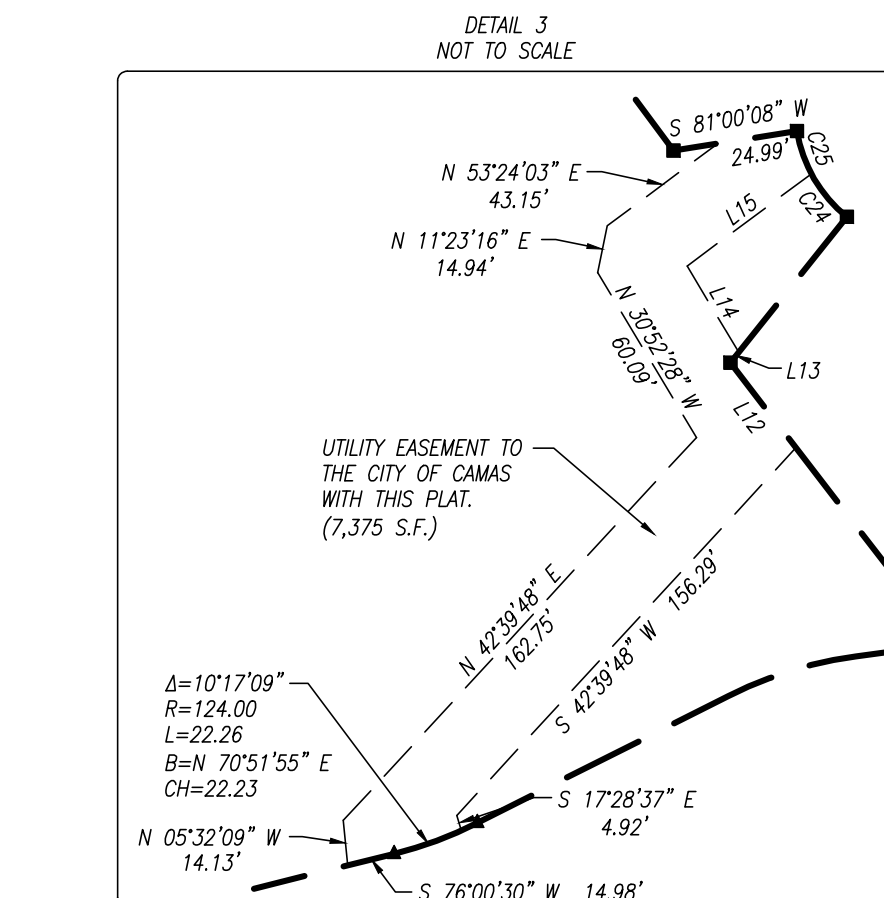 DETAIL 3
NOT TO SCALE
S 81°00'08" W
24.99'
C25
C24
N 53°24'03" E
43.15'
L15
N 11°23'16" E
14.94'
L14
N 30°52'28" W
60.09'
L13
L12
UTILITY EASEMENT TO
THE CITY OF CAMAS
WITH THIS PLAT.
(7,375 S.F.)
N 42°39'48" E
162.75'
S 42°39'48" W 156.29'
Δ=10°17'09"
R=124.00
L=22.26
B=N 70°51'55" E
CH=22.23
S 17°28'37" E
4.92'
N 05°32'09" W
14.13'
S 76°00'30" W 14.98'